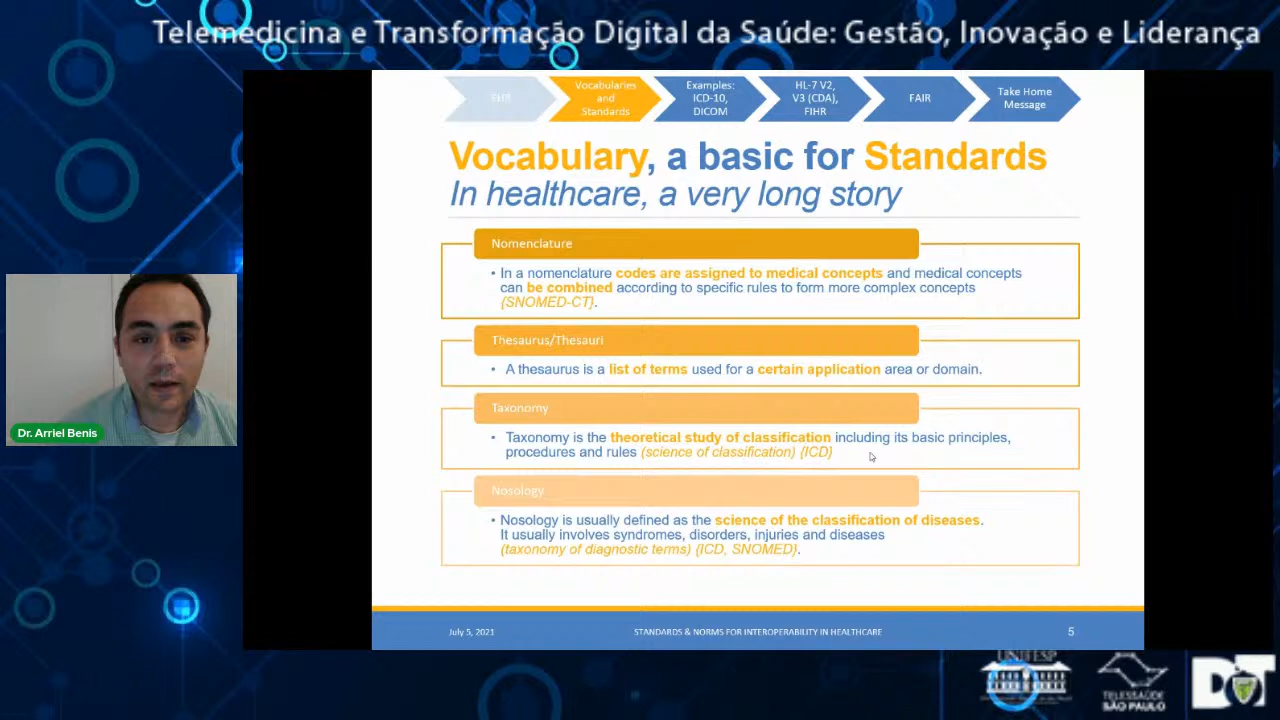 Telemedicina e Transformação Digital da Saúde: Gestão, Inovação e Liderança
EHR
Vocabularies
and
Standards
Examples:
ICD-10,
DICOM
HL-7 V2,
V3 (CDA),
FIHR
FAIR
Take Home
Message
Vocabulary, a basic for Standards
In healthcare, a very long story
Nomenclature
• In a nomenclature codes are assigned to medical concepts and medical concepts
can be combined according to specific rules to form more complex concepts
{SNOMED-CT}.
Thesaurus/Thesauri
• A thesaurus is a list of terms used for a certain application area or domain.
Taxonomy
• Taxonomy is the theoretical study of classification including its basic principles,
procedures and rules (science of classification) {ICD}
Nosology
• Nosology is usually defined as the science of the classification of diseases.
It usually involves syndromes, disorders, injuries and diseases
(taxonomy of diagnostic terms) {ICD, SNOMED}.
Dr. Arriel Benis
July 5, 2021
STANDARDS & NORMS FOR INTEROPERABILITY IN HEALTHCARE
5
UNIFESP
TELESSAÚDE
SÃO PAULO